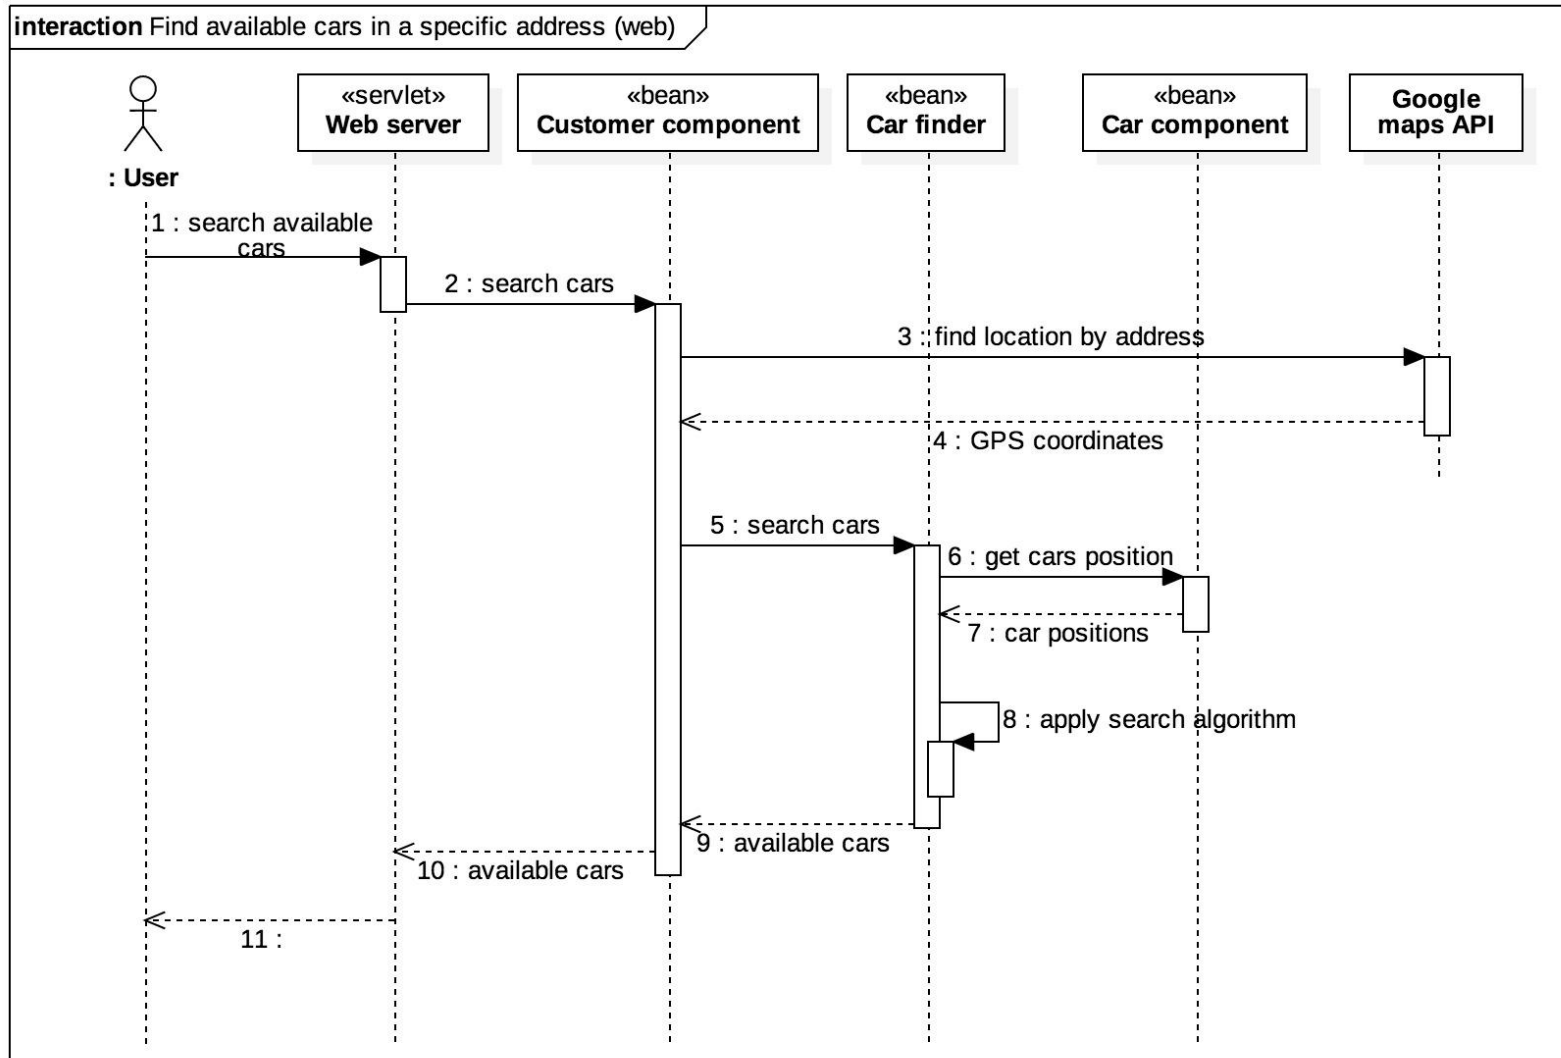 interaction Find available cars in a specific address (web)
«servlet»
Web server
«bean»
Customer component
«bean»
Car finder
«bean»
Car component
Google
maps API
: User
1 : search available
cars
2 : search cars
3 : find location by address
4 : GPS coordinates
5 : search cars
6 : get cars position
7 : car positions
8 : apply search algorithm
9 : available cars
10 : available cars
11 :